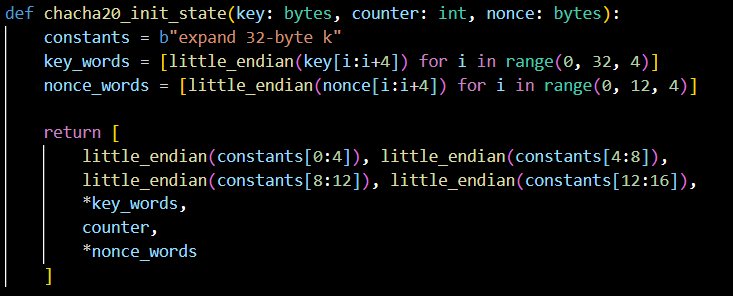 def chacha20_init_state(key: bytes, counter: int, nonce: bytes):
    constants = b"expand 32-byte k"
    key_words = [little_endian(key[i:i+4]) for i in range(0, 32, 4)]
    nonce_words = [little_endian(nonce[i:i+4]) for i in range(0, 12, 4)]

    return [
        little_endian(constants[0:4]), little_endian(constants[4:8]),
        little_endian(constants[8:12]), little_endian(constants[12:16]),
        *key_words,
        counter,
        *nonce_words
    ]